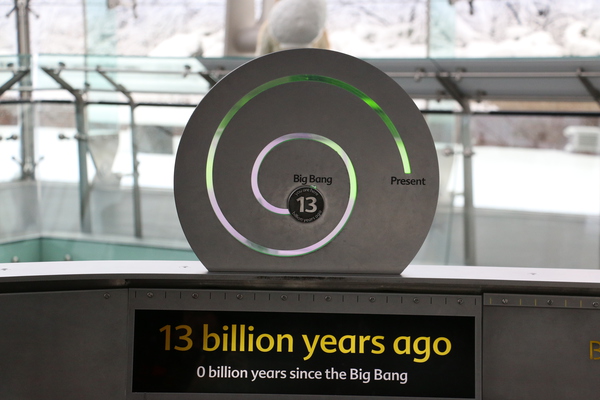 Big Bang
13
Present
13 billion years ago
0 billion years since the Big Bang